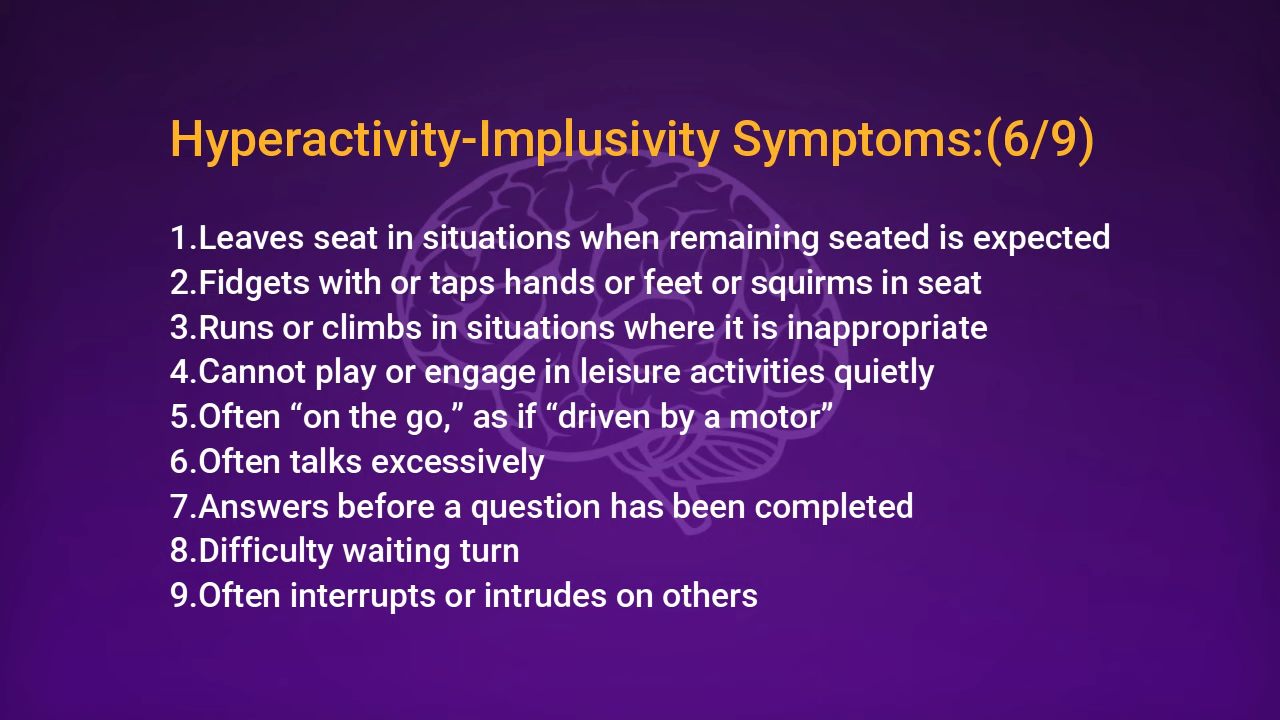 Hyperactivity-Implusivity Symptoms:(6/9)
1.Leaves seat in situations when remaining seated is expected
2.Fidgets with or taps hands or feet or squirms in seat
3.Runs or climbs in situations where it is inappropriate
4.Cannot play or engage in leisure activities quietly
5.Often “on the go,” as if “driven by a motor”
6.Often talks excessively
7.Answers before a question has been completed
8.Difficulty waiting turn
9.Often interrupts or intrudes on others